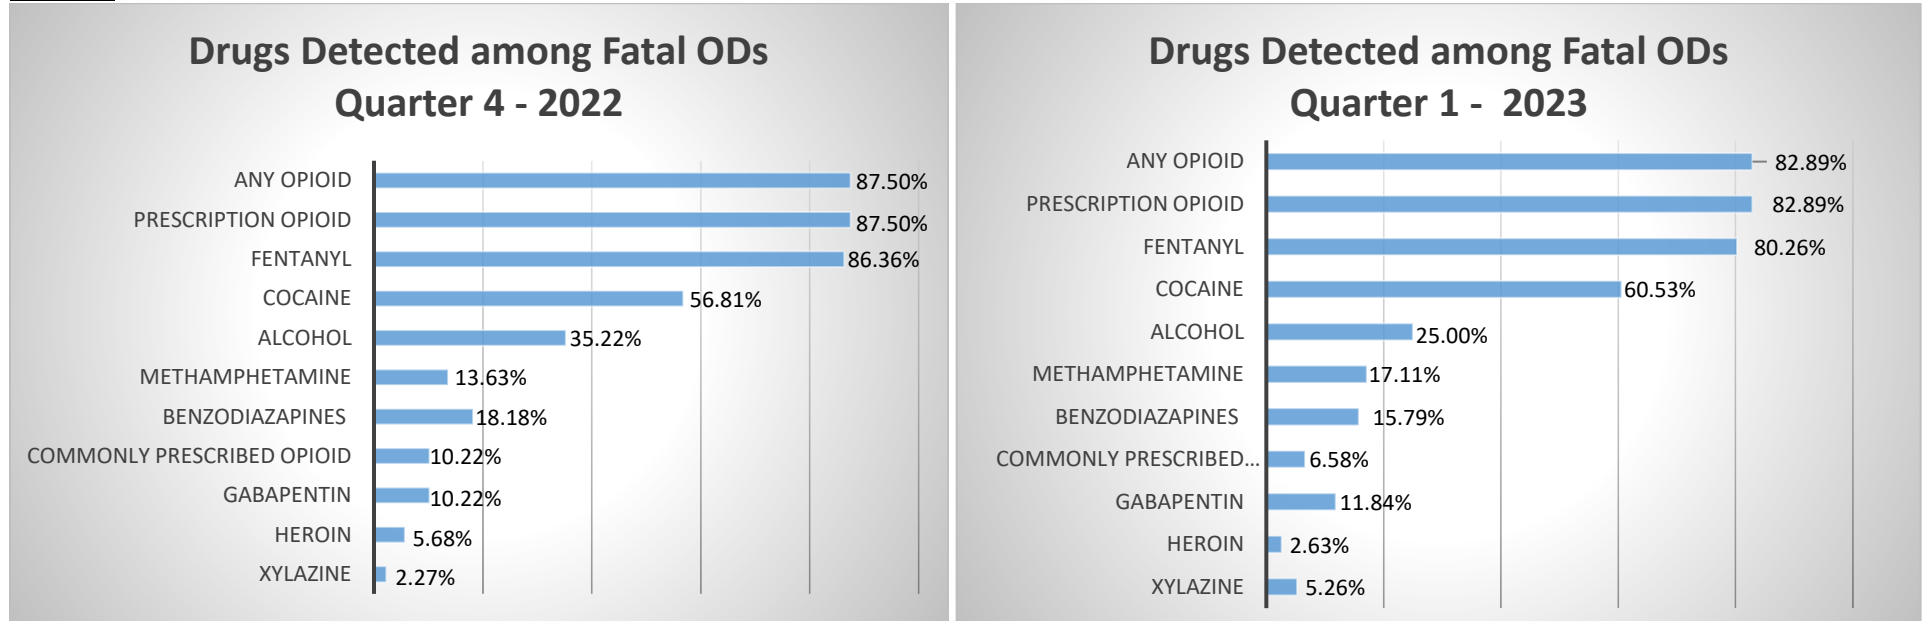 Drugs Detected among Fatal ODs
Quarter 4 - 2022
ANY OPIOID 87.50%
PRESCRIPTION OPIOID 87.50%
FENTANYL 86.36%
COCAINE 56.81%
ALCOHOL 35.22%
METHAMPHETAMINE 13.63%
BENZODIAZAPINES 18.18%
COMMONLY PRESCRIBED OPIOID 10.22%
GABAPENTIN 10.22%
HEROIN 5.68%
XYLAZINE 2.27%
Drugs Detected among Fatal ODs
Quarter 1 - 2023
ANY OPIOID 82.89%
PRESCRIPTION OPIOID 82.89%
FENTANYL 80.26%
COCAINE 60.53%
ALCOHOL 25.00%
METHAMPHETAMINE 17.11%
BENZODIAZAPINES 15.79%
COMMONLY PRESCRIBED... 6.58%
GABAPENTIN 11.84%
HEROIN 2.63%
XYLAZINE 5.26%